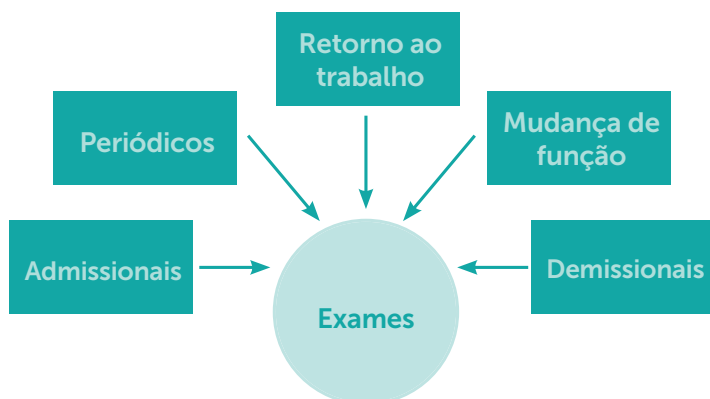 Retorno ao
trabalho
Periódicos
Mudança de
função
Admissionais
Demissionais
Exames